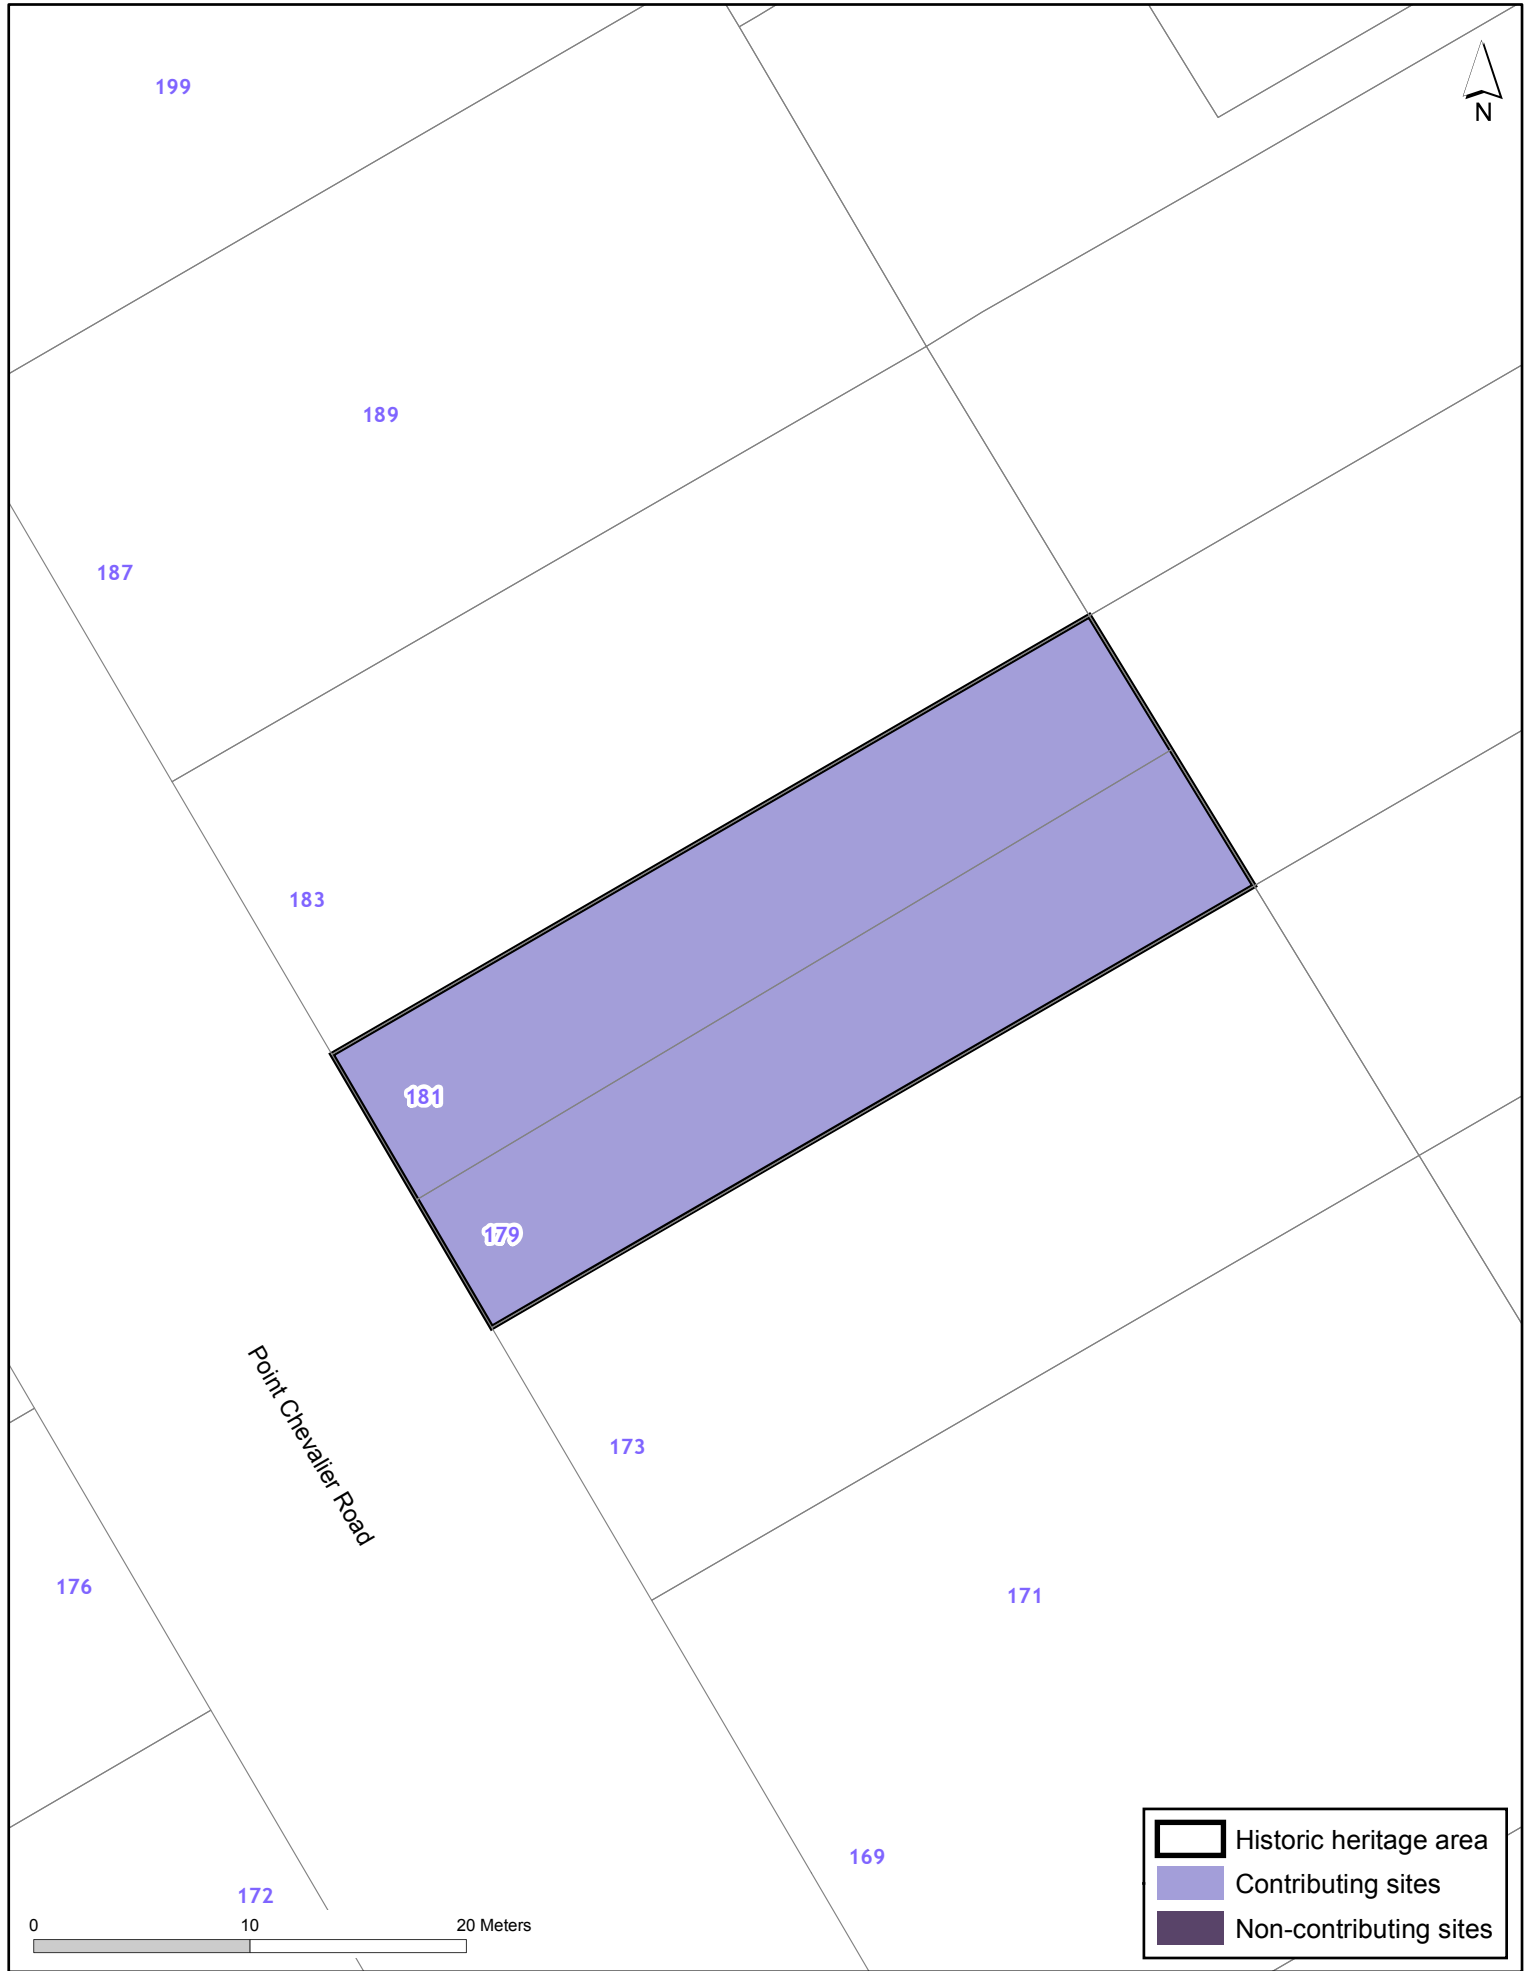 199
N
189
187
183
181
179
Point Chevalier Road
173
176
171
169
172
0 10 20 Meters
Historic heritage area
Contributing sites
Non-contributing sites